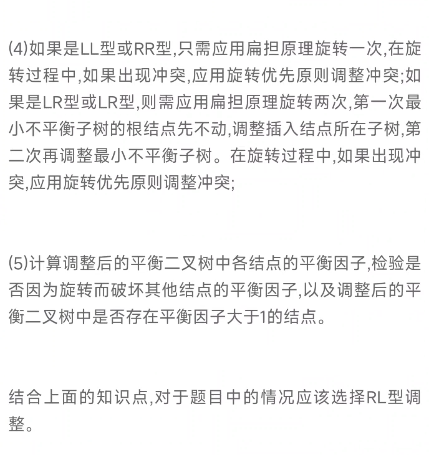 (4)如果是LL型或RR型,只需应用扁担原理旋转一次,在旋
转过程中,如果出现冲突,应用旋转优先原则调整冲突;如
果是LR型或LR型,则需应用扁担原理旋转两次,第一次最
小不平衡子树的根结点先不动,调整插入结点所在子树,第
二次再调整最小不平衡子树。在旋转过程中,如果出现冲
突,应用旋转优先原则调整冲突;
(5)计算调整后的平衡二叉树中各结点的平衡因子,检验是
否因为旋转而破坏其他结点的平衡因子,以及调整后的平
衡二叉树中是否存在平衡因子大于1的结点。
结合上面的知识点,对于题目中的情况应该选择RL型调
整。